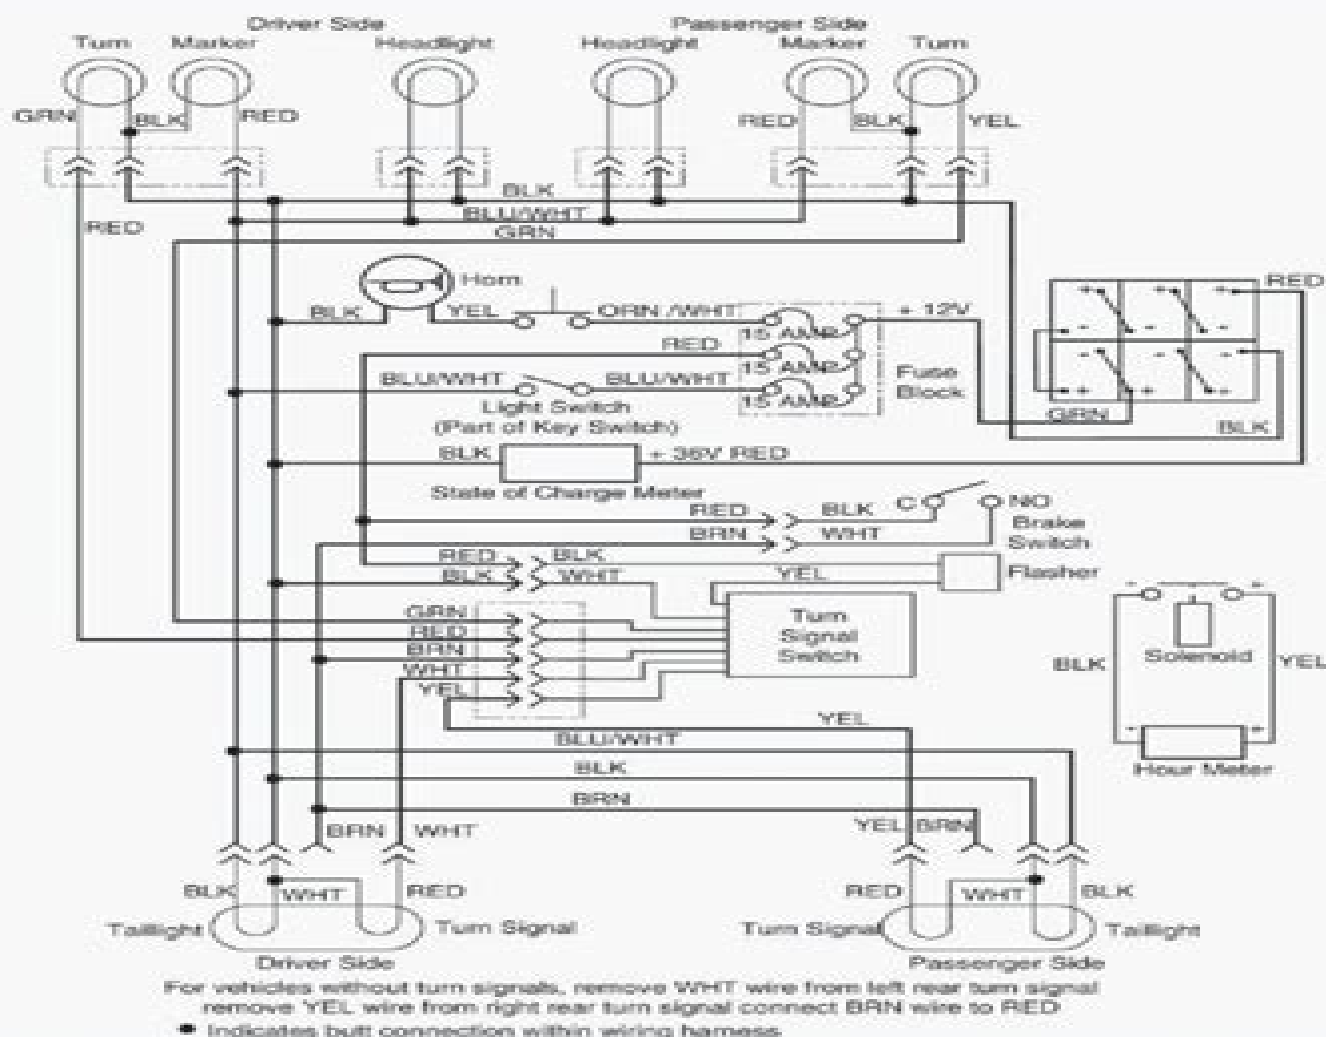 Driver Side
Passenger Side
Turn
Marker
Headlight
Headlight
Marker
Turn
GRN
BLK
RED
RED
BLK
YEL
BLK
BLU/WHT
GRN
RED
Horn
RED
BLK
YEL
ORN /WHT
+ 12V
15 AMP
RED
15 AMP
Fuse
Block
BLU/WHT
BLU/WHT
15 AMP
Light Switch
(Part of Key Switch)
GRN
BLK
BLK
+ 36V RED
State of Charge Meter
RED
BLK
C
NO
Brake
Switch
BRN
WHT
RED
BLK
BLK
WHT
YEL
Flasher
GRN
RED
BRN
WHT
YEL
Turn
Signal
Switch
Solenoid
BLK
YEL
Hour Meter
YEL
BLU/WHT
BLK
BRN
BRN
WHT
YEL
BRN
BLK
WHT
RED
RED
WHT
BLK
Taillight
Turn Signal
Turn Signal
Taillight
Driver Side
Passenger Side
For vehicles without turn signals, remove WHT wire from left rear turn signal
remove YEL wire from right rear turn signal connect BRN wire to RED
● Indicates butt connection within wiring harness